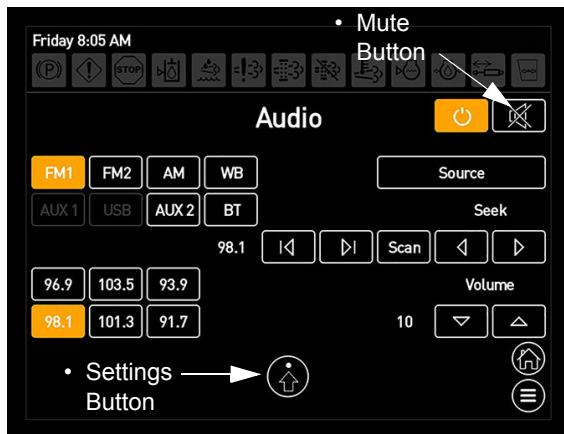 • Mute
Button
Friday 8:05 AM
(P) STOP
Audio
FM1 FM2 AM WB Source
AUX 1 USB AUX 2 BT Seek
98.1 Scan
96.9 103.5 93.9 Volume
98.1 101.3 91.7 10
• Settings
Button